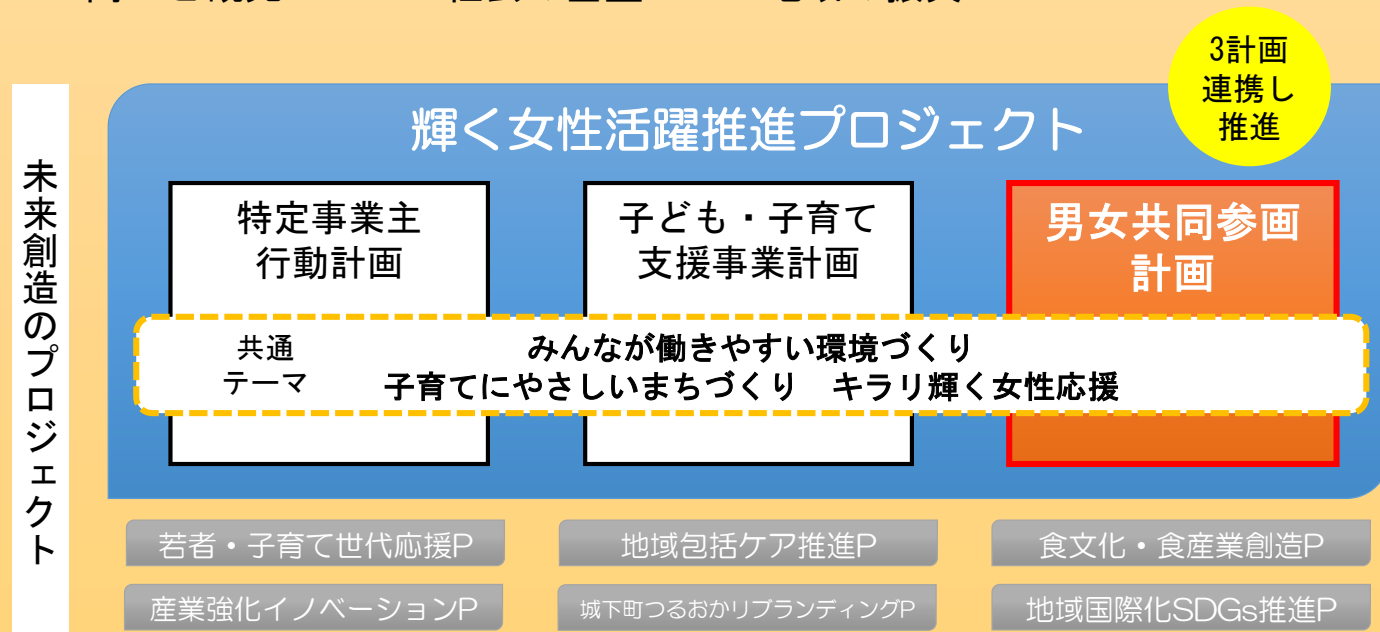 3計画
連携し
推進
未来創造のプロジェクト
輝く女性活躍推進プロジェクト
特定事業主
行動計画
子ども・子育て
支援事業計画
男女共同参画
計画
共通
テーマ
みんなが働きやすい環境づくり
子育てにやさしいまちづくり　キラリ輝く女性応援
若者・子育て世代応援P
地域包括ケア推進P
食文化・食産業創造P
産業強化イノベーションP
城下町つるおかリブランディングP
地域国際化SDGs推進P